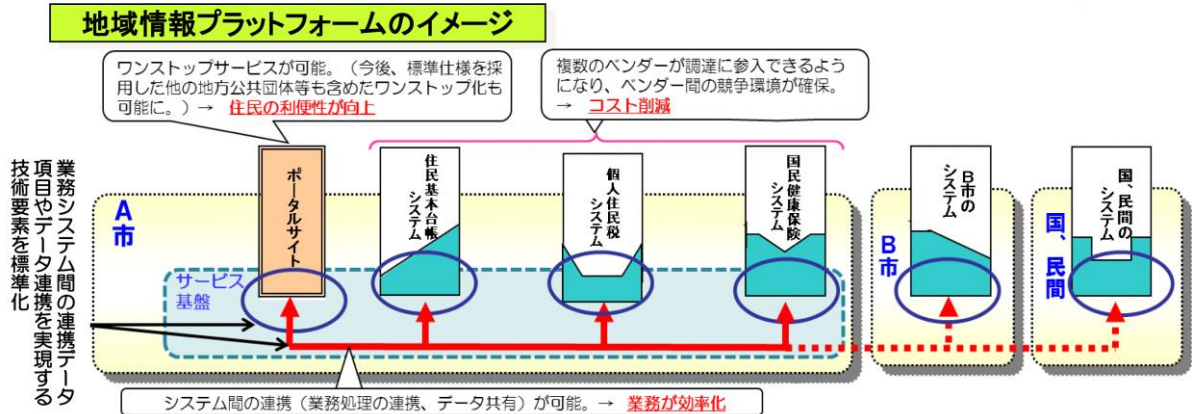 地域情報プラットフォームのイメージ
ワンストップサービスが可能。（今後、標準仕様を採
用した他の地方公共団体等も含めたワンストップ化も
可能に。）→ 住民の利便性が向上
複数のベンダーが調達に参入できるよう
になり、ベンダー間の競争環境が確保。
→ コスト削減
業務システム間の連携データ
項目やデータ連携を実現する
技術要素を標準化
A市
ポータルサイト
住民基本台帳
システム
個人住民税
システム
国民健康保険
システム
サービス
基盤
B市
B市の
システム
国、民間
国、民間の
システム
システム間の連携（業務処理の連携、データ共有）が可能。→ 業務が効率化